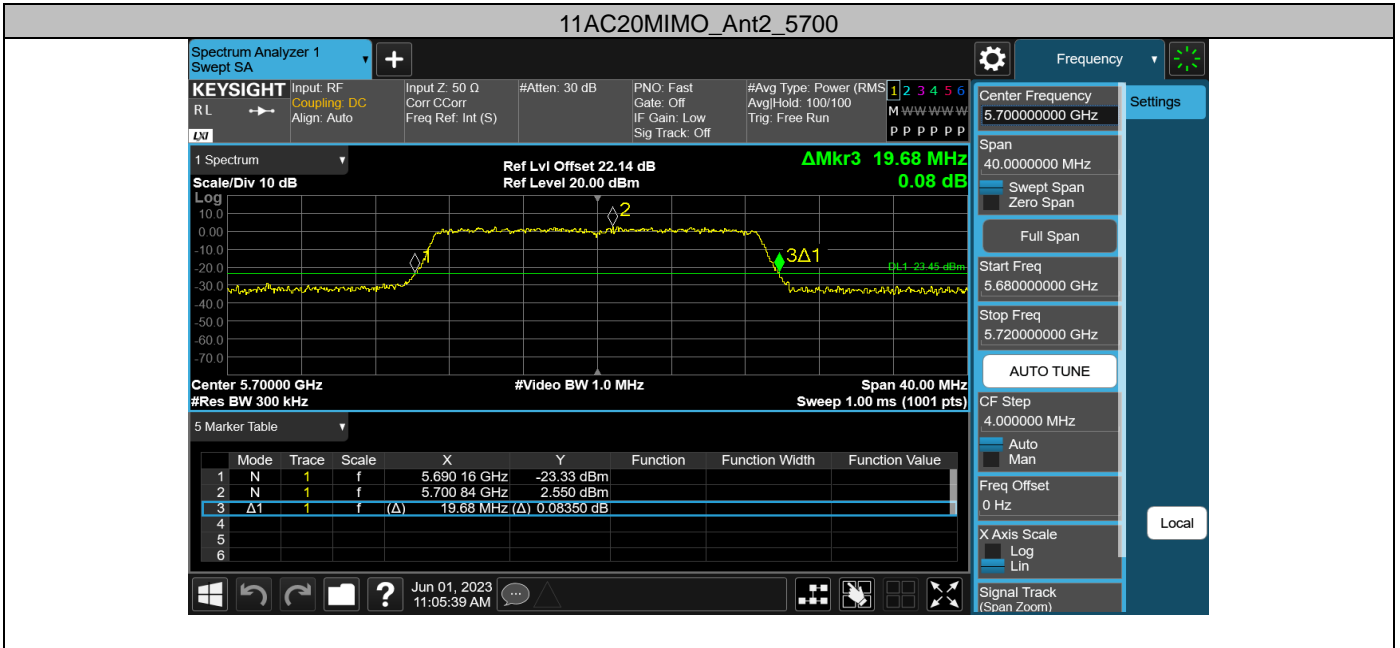 11AC20MIMO_Ant2_5700
Spectrum Analyzer 1
Swept SA
+
Frequency
KEYSIGHT
RL
LXI
Input: RF
Coupling: DC
Align: Auto
Input Z: 50 Ω
Corr CCorr
Freq Ref: Int (S)
#Atten: 30 dB
PNO: Fast
Gate: Off
IF Gain: Low
Sig Track: Off
#Avg Type: Power (RMS
Avg|Hold: 100/100
Trig: Free Run
1 2 3 4 5 6
M W W W W W
P P P P P P
1 Spectrum
Scale/Div 10 dB
Ref Lvl Offset 22.14 dB
Ref Level 20.00 dBm
ΔMkr3 19.68 MHz
0.08 dB
Log
10.0
0.00
-10.0
-20.0
-30.0
-40.0
-50.0
-60.0
-70.0
1
2
3Δ1
DL1 -23.45 dBm
Center 5.70000 GHz
#Video BW 1.0 MHz
Span 40.00 MHz
#Res BW 300 kHz
Sweep 1.00 ms (1001 pts)
5 Marker Table
Mode Trace Scale X Y Function Function Width Function Value
1 N 1 f 5.690 16 GHz -23.33 dBm
2 N 1 f 5.700 84 GHz 2.550 dBm
3 Δ1 1 f (Δ) 19.68 MHz (Δ) 0.08350 dB
4
5
6
Center Frequency
5.700000000 GHz
Span
40.0000000 MHz
Swept Span
Zero Span
Full Span
Start Freq
5.680000000 GHz
Stop Freq
5.720000000 GHz
AUTO TUNE
CF Step
4.000000 MHz
Auto
Man
Freq Offset
0 Hz
X Axis Scale
Log
Lin
Signal Track
(Span Zoom)
Settings
Local
?
Jun 01, 2023
11:05:39 AM